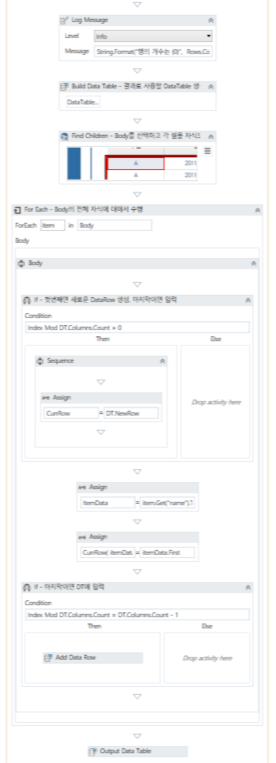 Log Message
Level
Info
Message
String.Format("행의 개수는 {0}", Rows.Co
Build Data Table - 결과로 사용할 DataTable 생
DataTable...
Find Children - Body를 선택하고 각 셀을 자식으
2011
2011
For Each - Body의 전체 자식에 대해서 수행
ForEach item in Body
Body
Body
If - 첫번째면 새로운 DataRow 생성, 마지막이면 입력
Condition
Index Mod DT.Columns.Count = 0
Then Else
Sequence
Assign
CurrRow = DT.NewRow
Drop activity here
Assign
itemData = item.Get("name").T
Assign
CurrRow( itemDat = itemData.First
If - 마지막이면 DT에 입력
Condition
Index Mod DT.Columns.Count = DT.Columns.Count - 1
Then Else
Add Data Row
Drop activity here
Output Data Table